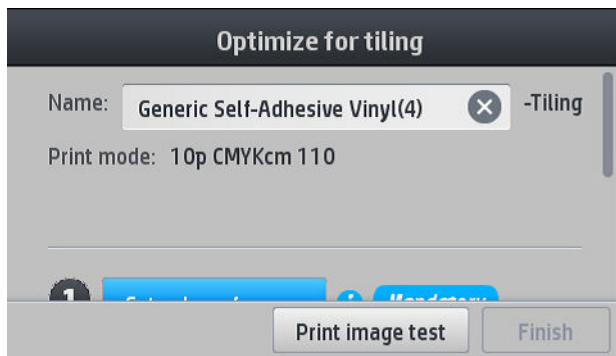 Optimize for tiling
Name: Generic Self-Adhesive Vinyl(4) -Tiling
Print mode: 10p CMYKcm 110
1 i Mandatory
Print image test Finish